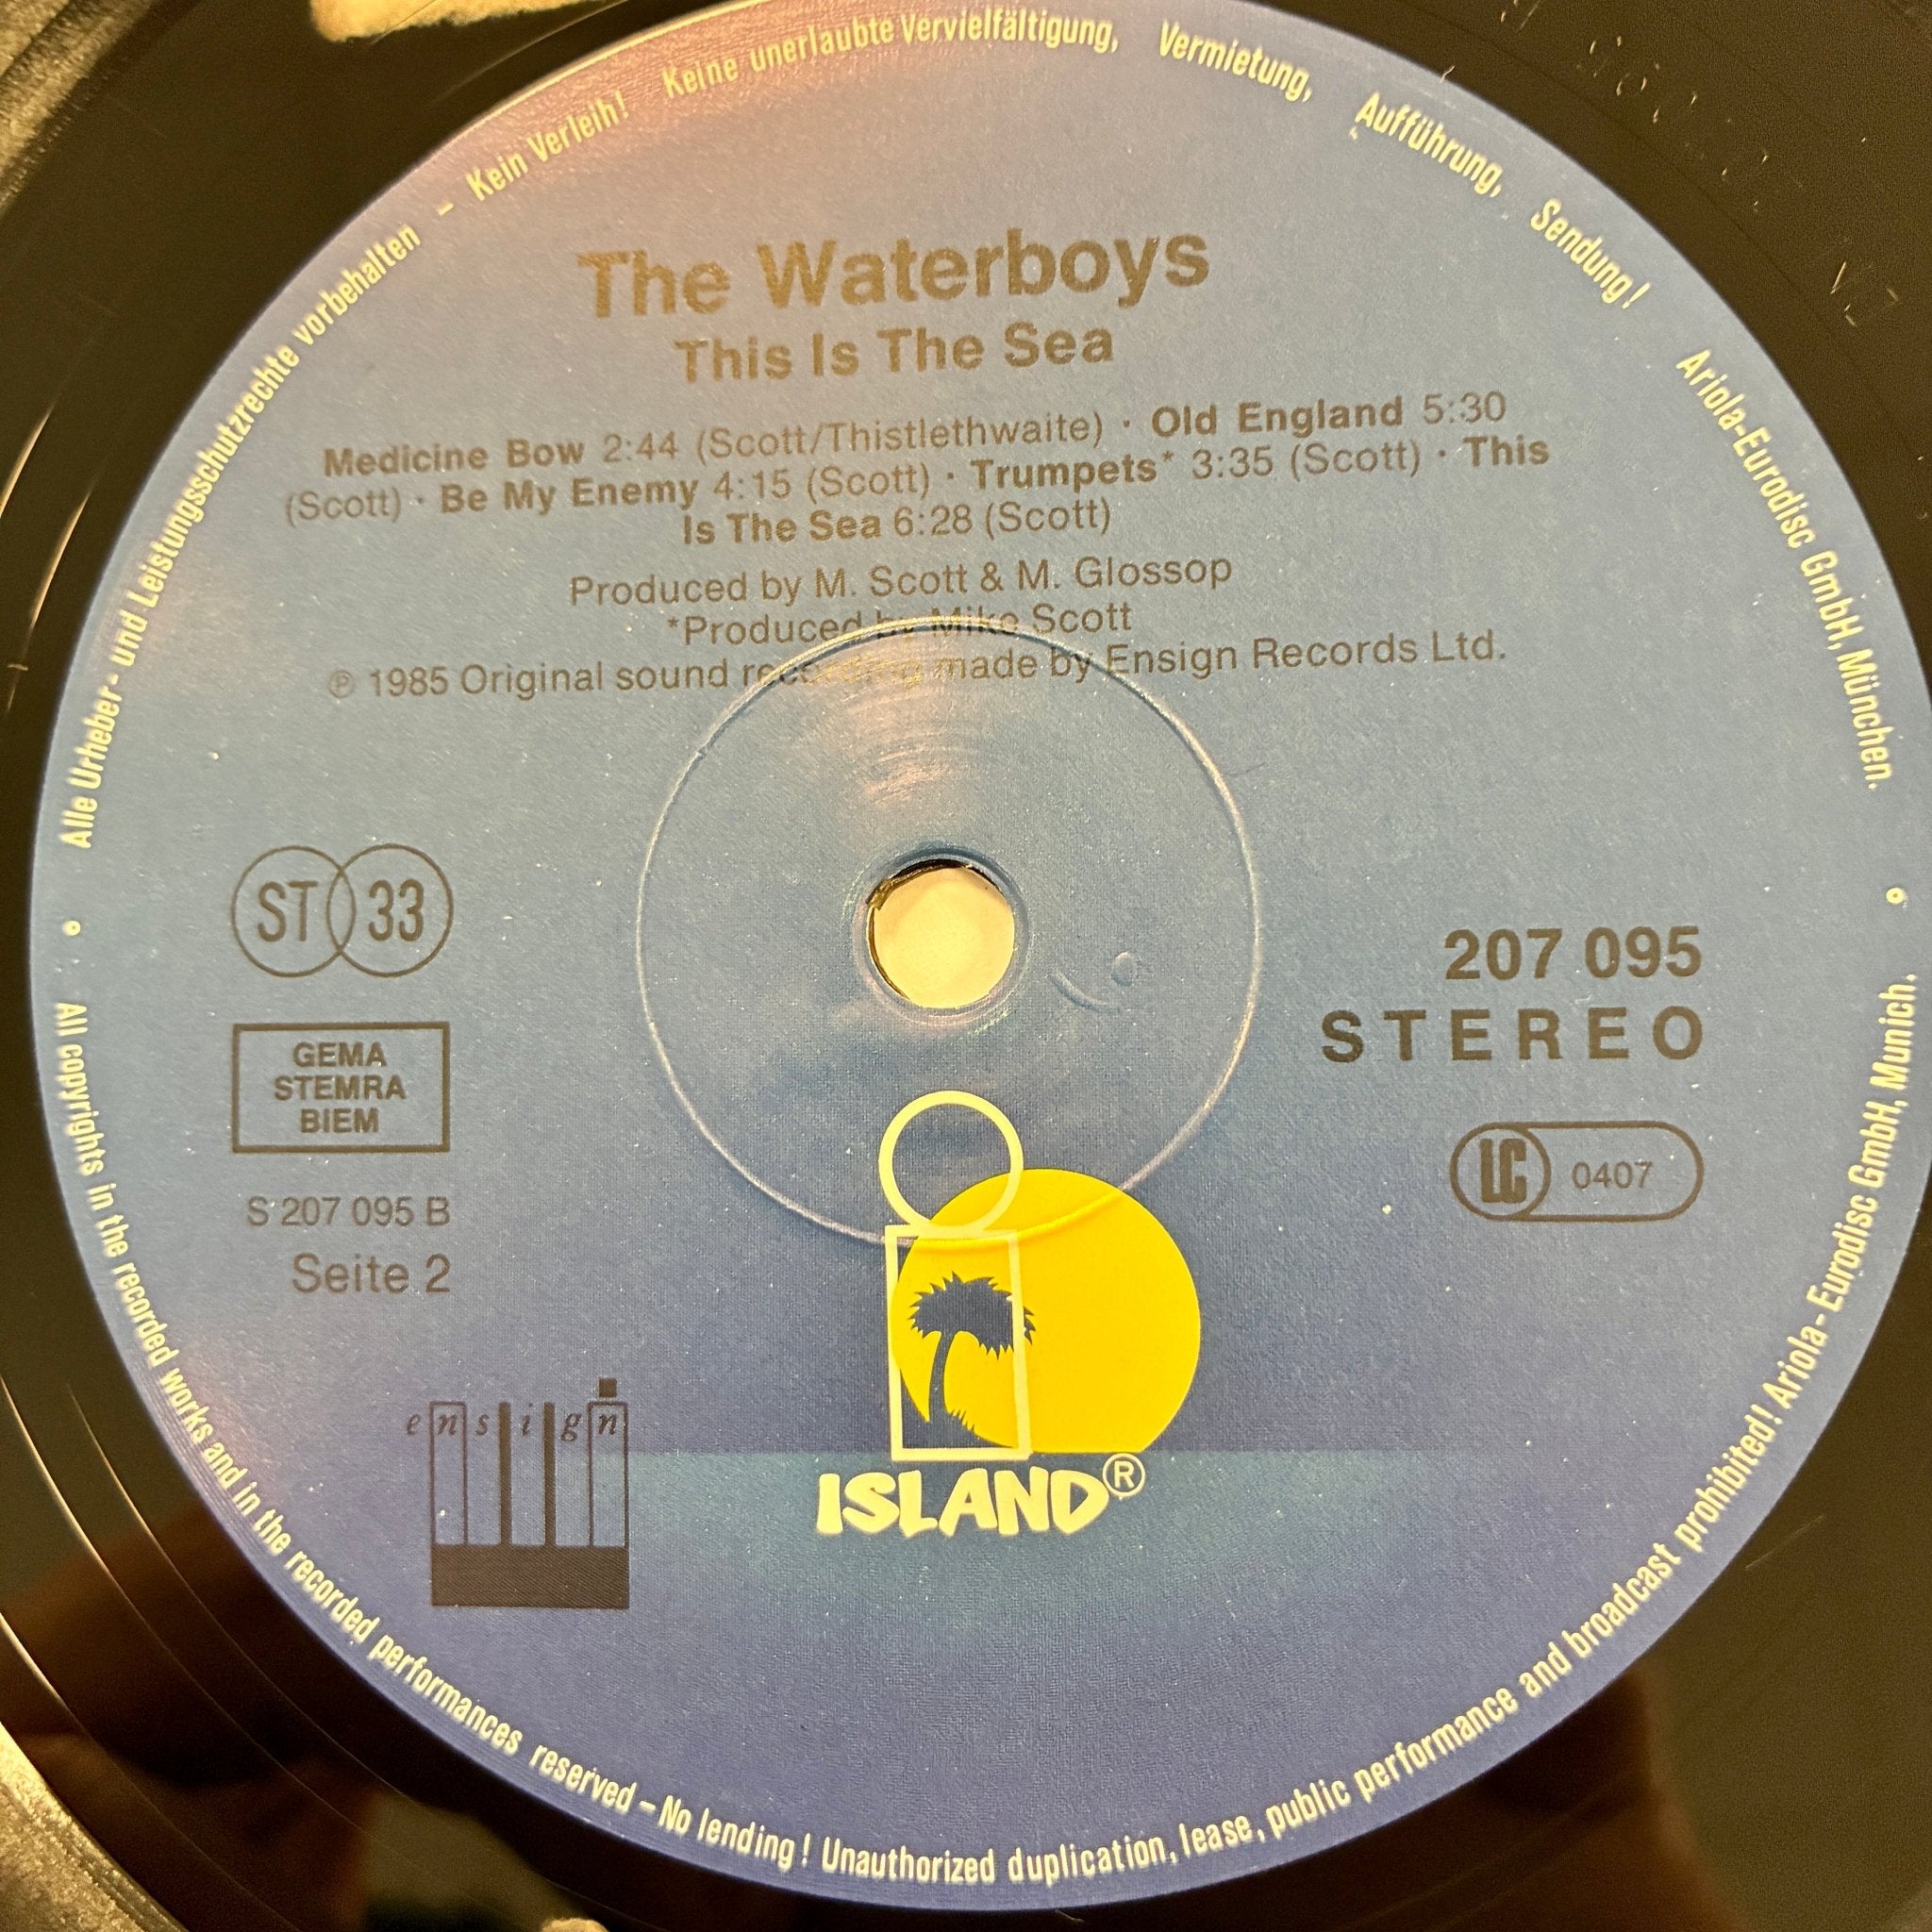 Alle Urheber- und Leistungsschutzrechte vorbehalten - Kein Verleih! Keine unerlaubte Vervielfältigung, Vermietung, Aufführung, Sendung! Ariola-Eurodisc GmbH, München.
The Waterboys
This Is The Sea
Medicine Bow 2:44 (Scott/Thistlethwaite) · Old England 5:30
(Scott) · Be My Enemy 4:15 (Scott) · Trumpets* 3:35 (Scott) · This
Is The Sea 6:28 (Scott)
Produced by M. Scott & M. Glossop
*Produced by Mike Scott
℗ 1985 Original sound recording made by Ensign Records Ltd.
ST 33
GEMA
STEMRA
BIEM
S 207 095 B
Seite 2
207 095
STEREO
LC 0407
ensign
ISLAND®
All copyrights in the recorded works and in the recorded performances reserved – No lending! Unauthorized duplication, lease, public performance and broadcast prohibited! Ariola-Eurodisc GmbH, Munich.